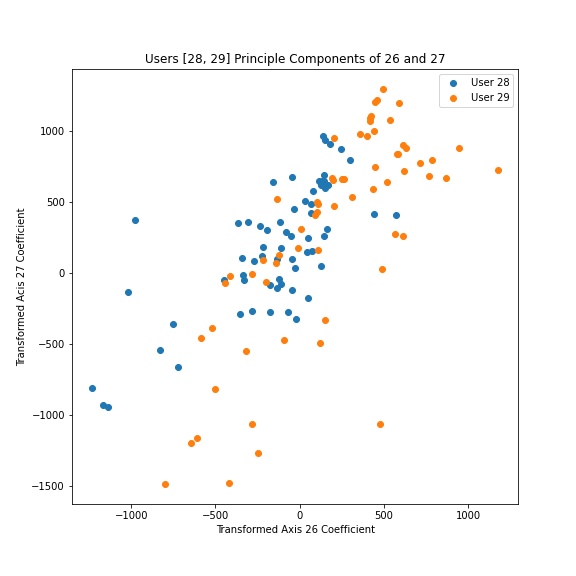 Users [28, 29] Principle Components of 26 and 27
User 28
User 29
Transformed Acis 27 Coefficient
1000
500
0
−500
−1000
−1500
−1000
−500
0
500
1000
Transformed Axis 26 Coefficient